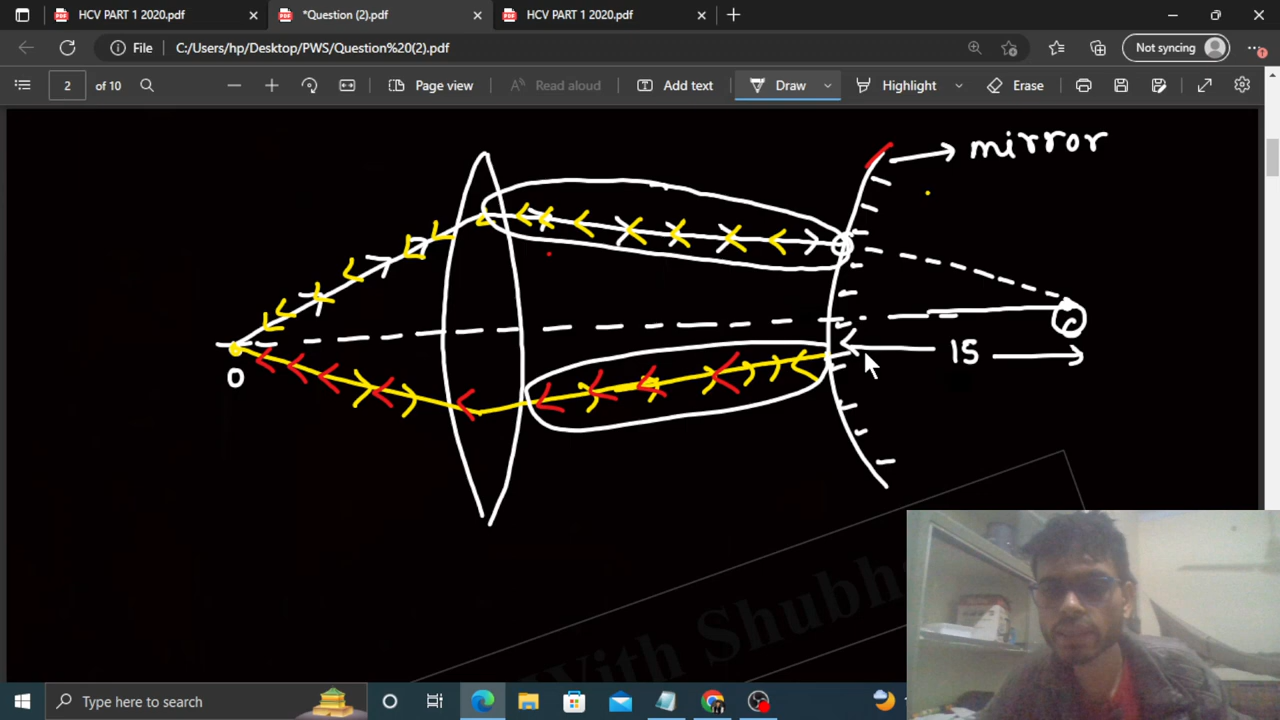 HCV PART 1 2020.pdf
*Question (2).pdf
HCV PART 1 2020.pdf
File
C:/Users/hp/Desktop/PWS/Question%20(2).pdf
Not syncing
2 of 10
Page view
Read aloud
Add text
Draw
Highlight
Erase
mirror
O
C
15
With Shubh
Type here to search